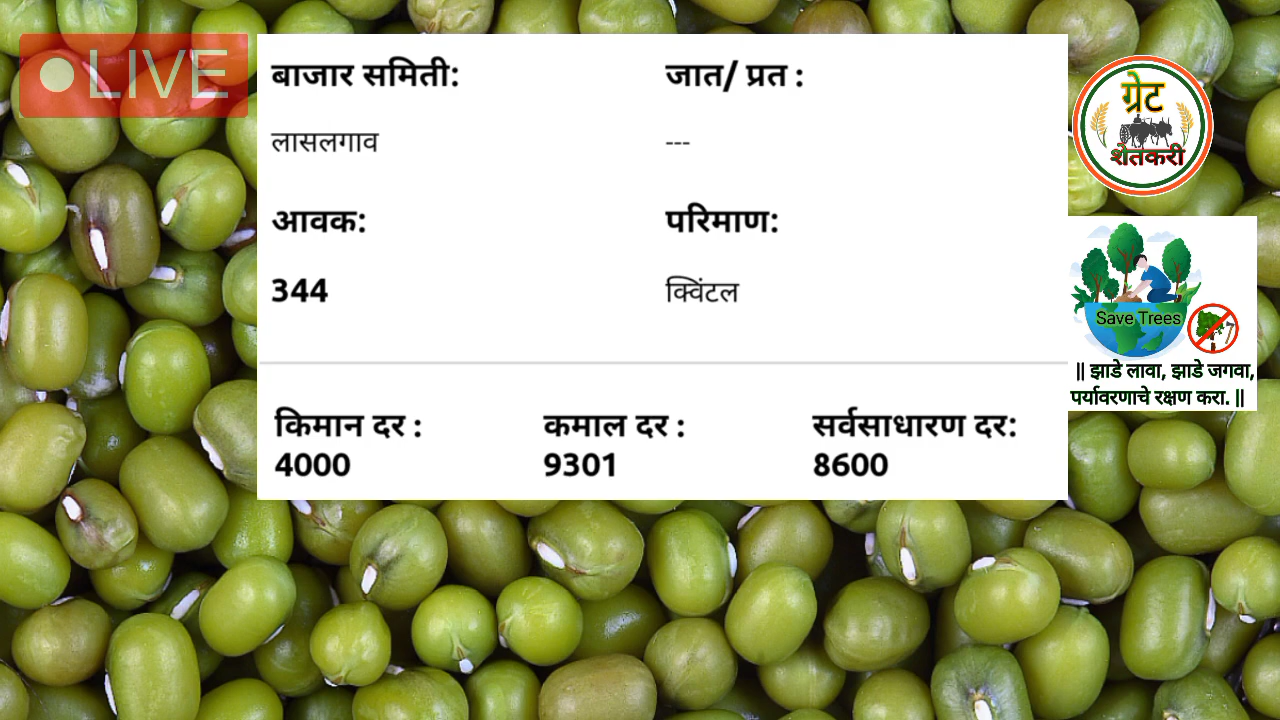 LIVE
बाजार समिती:
जात/ प्रत :
लासलगाव
---
आवक:
परिमाण:
344
क्विंटल
किमान दर :
4000
कमाल दर :
9301
सर्वसाधारण दर:
8600
ग्रेट
शेतकरी
Save Trees
॥ झाडे लावा, झाडे जगवा,
पर्यावरणाचे रक्षण करा. ॥